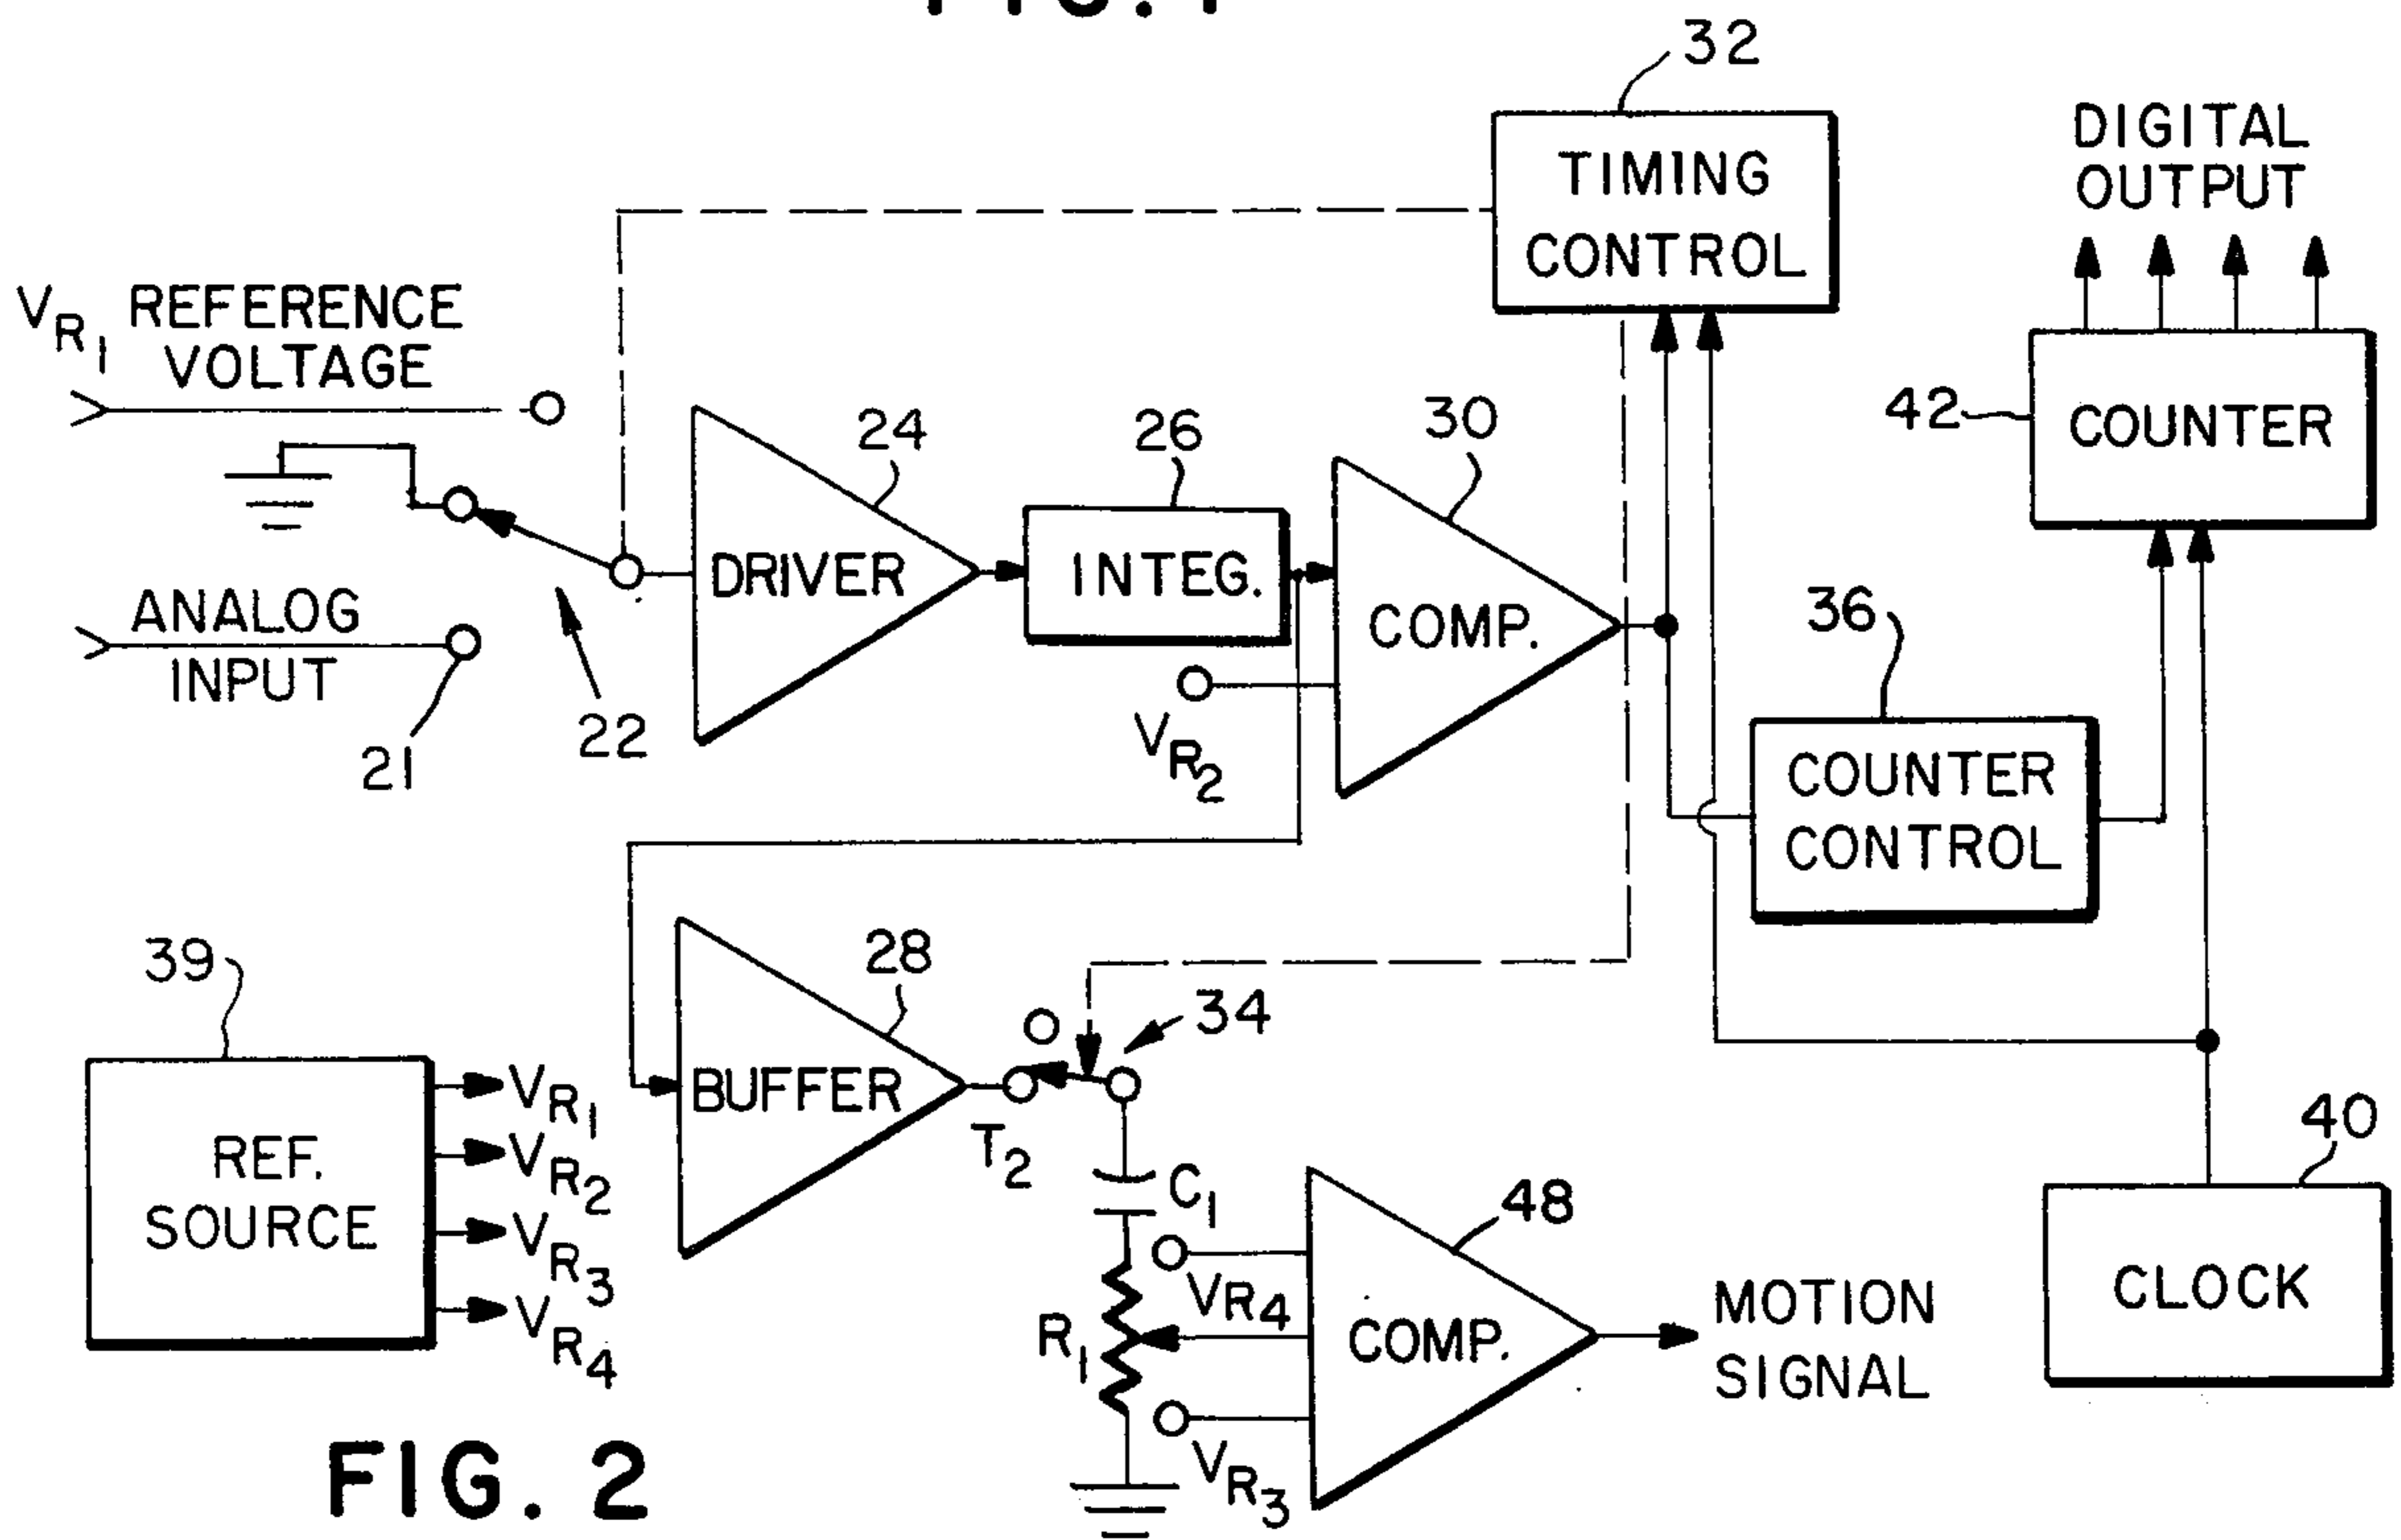 FIG. 1
32
TIMING
CONTROL
DIGITAL
OUTPUT
VR1 REFERENCE
VOLTAGE
24
26
30
42
COUNTER
DRIVER
INTEG.
COMP.
ANALOG
INPUT
21
22
VR2
36
COUNTER
CONTROL
39
REF.
SOURCE
VR1
VR2
VR3
VR4
28
BUFFER
T2
34
C1
R1
VR4
VR3
48
COMP.
MOTION
SIGNAL
40
CLOCK
FIG. 2